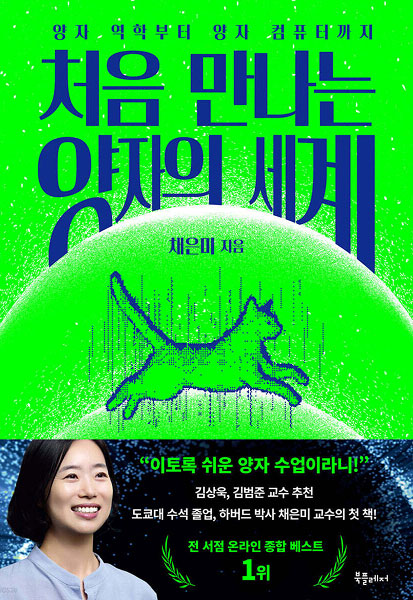 양자 역학부터 양자 컴퓨터까지
처음 만나는
양자의 세계
채은미 지음
“이토록 쉬운 양자 수업이라니!”
김상욱, 김범준 교수 추천
도쿄대 수석 졸업, 하버드 박사 채은미 교수의 첫 책!
전 서점 온라인 종합 베스트
1위
북플레저